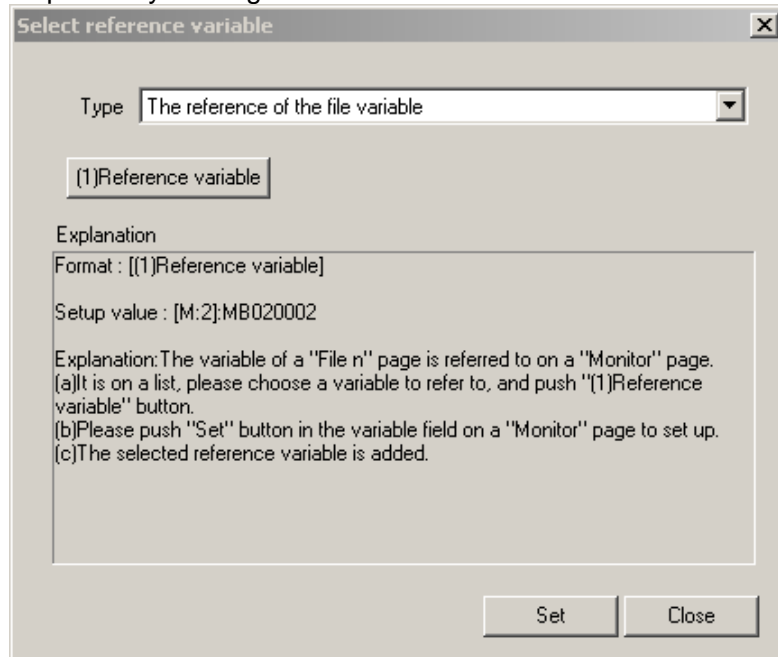 Select reference variable
Type The reference of the file variable
(1)Reference variable
Explanation
Format : [(1)Reference variable]
Setup value : [M:2]:MB020002
Explanation:The variable of a "File n" page is referred to on a "Monitor" page.
(a)It is on a list, please choose a variable to refer to, and push "(1)Reference
variable" button.
(b)Please push "Set" button in the variable field on a "Monitor" page to set up.
(c)The selected reference variable is added.
Set Close